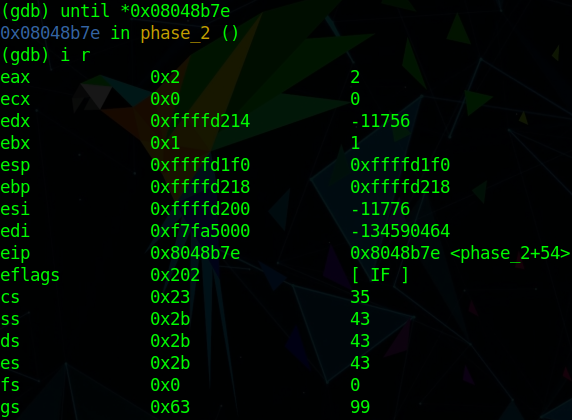 (gdb) until *0x08048b7e
0x08048b7e in phase_2 ()
(gdb) i r
eax 0x2 2
ecx 0x0 0
edx 0xffffd214 -11756
ebx 0x1 1
esp 0xffffd1f0 0xffffd1f0
ebp 0xffffd218 0xffffd218
esi 0xffffd200 -11776
edi 0xf7fa5000 -134590464
eip 0x8048b7e 0x8048b7e <phase_2+54>
eflags 0x202 [ IF ]
cs 0x23 35
ss 0x2b 43
ds 0x2b 43
es 0x2b 43
fs 0x0 0
gs 0x63 99